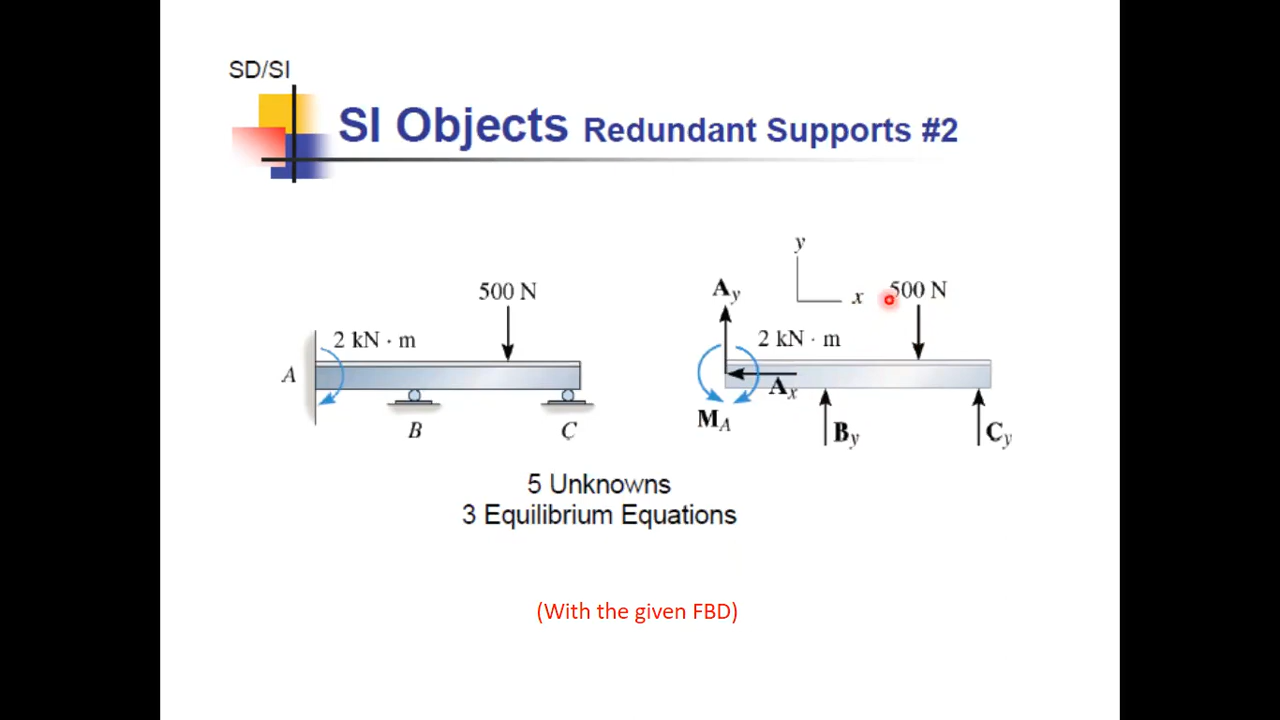 SD/SI
SI Objects Redundant Supports #2
500 N
2 kN · m
A
B
C
y
x
500 N
A_y
2 kN · m
A_x
M_A
B_y
C_y
5 Unknowns
3 Equilibrium Equations
(With the given FBD)